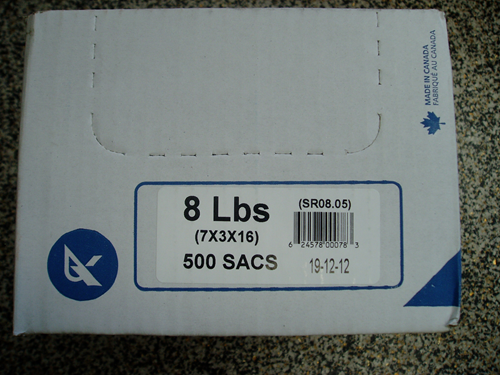 MADE IN CANADA
FABRIQUÉ AU CANADA
8 Lbs
(SR08.05)
(7X3X16)
6 24578 00078 3
500 SACS
19-12-12